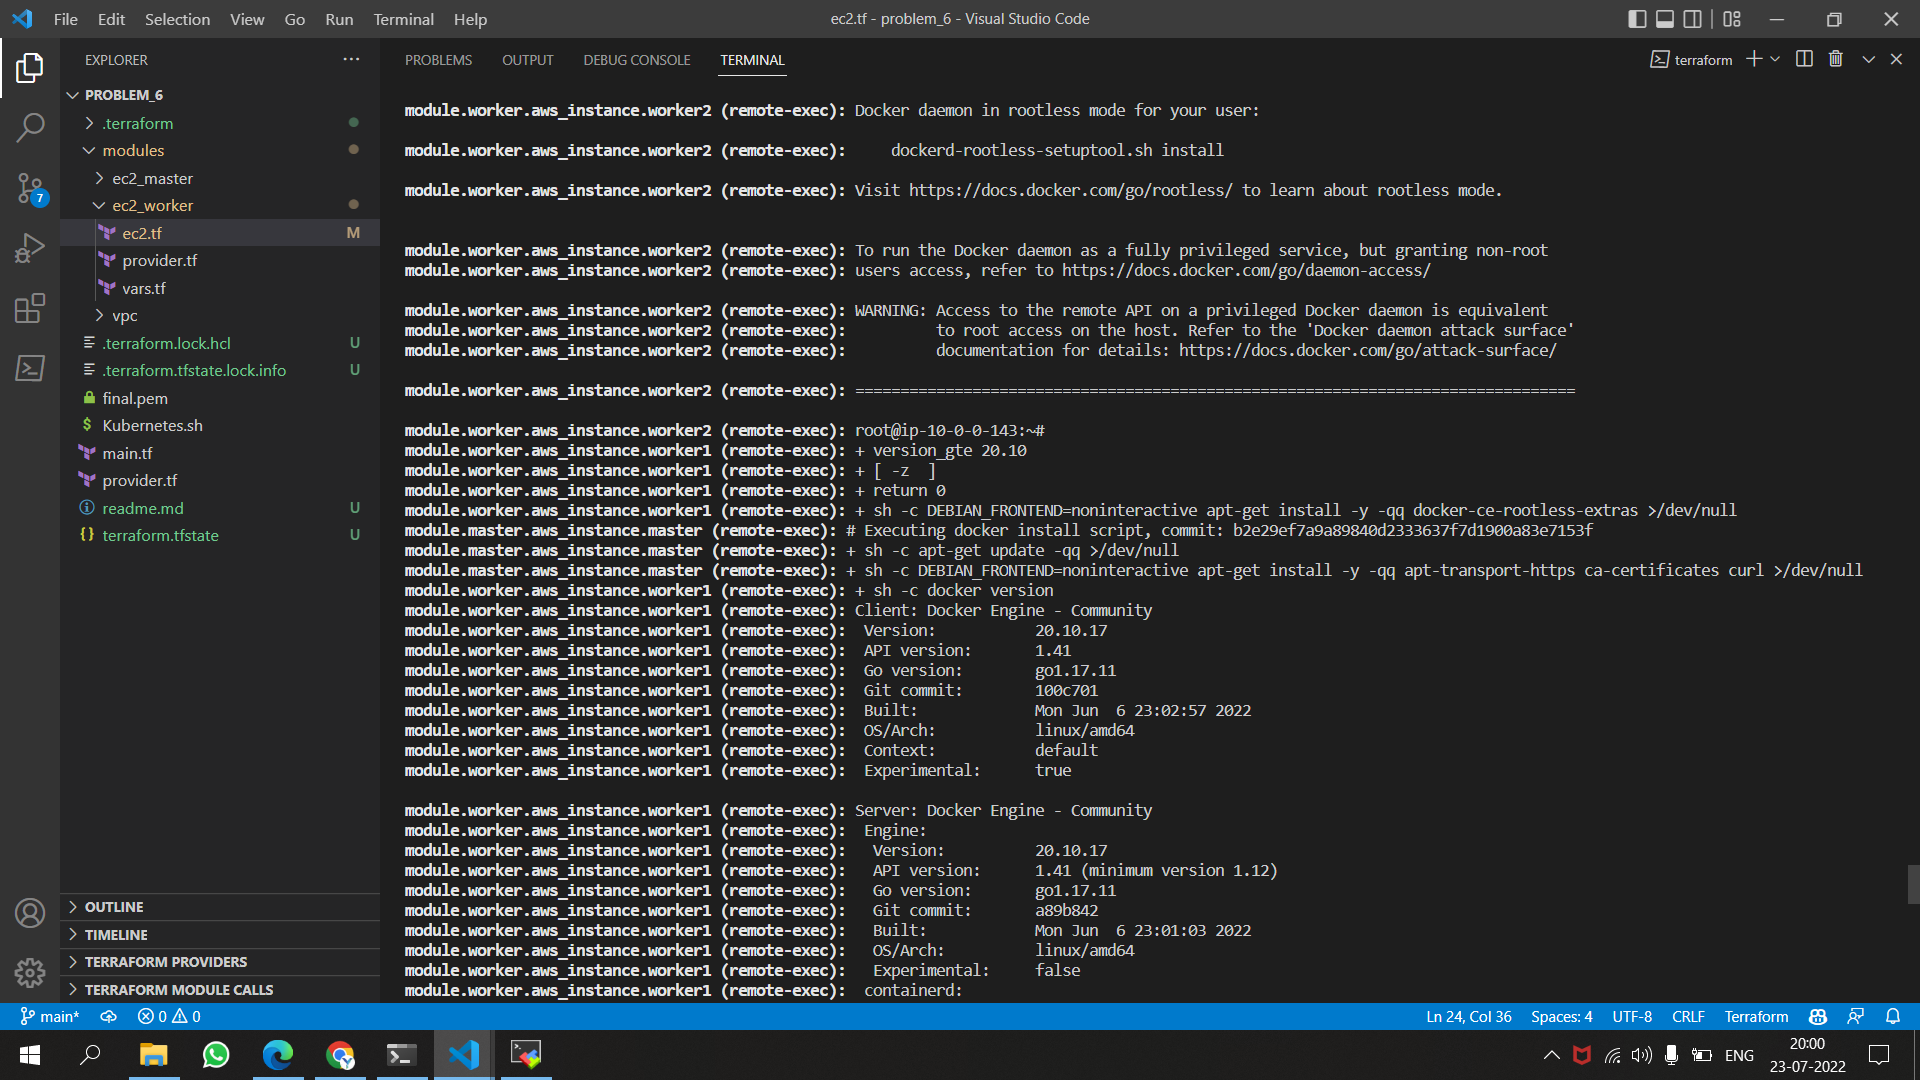 File Edit Selection View Go Run Terminal Help
ec2.tf - problem_6 - Visual Studio Code
EXPLORER
PROBLEM_6
.terraform
modules
ec2_master
ec2_worker
ec2.tf M
provider.tf
vars.tf
vpc
.terraform.lock.hcl U
.terraform.tfstate.lock.info U
final.pem
Kubernetes.sh
main.tf
provider.tf
readme.md U
terraform.tfstate U
7
OUTLINE
TIMELINE
TERRAFORM PROVIDERS
TERRAFORM MODULE CALLS
PROBLEMS OUTPUT DEBUG CONSOLE TERMINAL
terraform
module.worker.aws_instance.worker2 (remote-exec): Docker daemon in rootless mode for your user:
module.worker.aws_instance.worker2 (remote-exec):     dockerd-rootless-setuptool.sh install
module.worker.aws_instance.worker2 (remote-exec): Visit https://docs.docker.com/go/rootless/ to learn about rootless mode.
module.worker.aws_instance.worker2 (remote-exec): To run the Docker daemon as a fully privileged service, but granting non-root
module.worker.aws_instance.worker2 (remote-exec): users access, refer to https://docs.docker.com/go/daemon-access/
module.worker.aws_instance.worker2 (remote-exec): WARNING: Access to the remote API on a privileged Docker daemon is equivalent
module.worker.aws_instance.worker2 (remote-exec):          to root access on the host. Refer to the 'Docker daemon attack surface'
module.worker.aws_instance.worker2 (remote-exec):          documentation for details: https://docs.docker.com/go/attack-surface/
module.worker.aws_instance.worker2 (remote-exec): ================================================================================
module.worker.aws_instance.worker2 (remote-exec): root@ip-10-0-0-143:~#
module.worker.aws_instance.worker1 (remote-exec): + version_gte 20.10
module.worker.aws_instance.worker1 (remote-exec): + [ -z  ]
module.worker.aws_instance.worker1 (remote-exec): + return 0
module.worker.aws_instance.worker1 (remote-exec): + sh -c DEBIAN_FRONTEND=noninteractive apt-get install -y -qq docker-ce-rootless-extras >/dev/null
module.master.aws_instance.master (remote-exec): # Executing docker install script, commit: b2e29ef7a9a89840d2333637f7d1900a83e7153f
module.master.aws_instance.master (remote-exec): + sh -c apt-get update -qq >/dev/null
module.master.aws_instance.master (remote-exec): + sh -c DEBIAN_FRONTEND=noninteractive apt-get install -y -qq apt-transport-https ca-certificates curl >/dev/null
module.worker.aws_instance.worker1 (remote-exec): + sh -c docker version
module.worker.aws_instance.worker1 (remote-exec): Client: Docker Engine - Community
module.worker.aws_instance.worker1 (remote-exec):  Version:           20.10.17
module.worker.aws_instance.worker1 (remote-exec):  API version:       1.41
module.worker.aws_instance.worker1 (remote-exec):  Go version:        go1.17.11
module.worker.aws_instance.worker1 (remote-exec):  Git commit:        100c701
module.worker.aws_instance.worker1 (remote-exec):  Built:             Mon Jun  6 23:02:57 2022
module.worker.aws_instance.worker1 (remote-exec):  OS/Arch:           linux/amd64
module.worker.aws_instance.worker1 (remote-exec):  Context:           default
module.worker.aws_instance.worker1 (remote-exec):  Experimental:      true
module.worker.aws_instance.worker1 (remote-exec): Server: Docker Engine - Community
module.worker.aws_instance.worker1 (remote-exec):  Engine:
module.worker.aws_instance.worker1 (remote-exec):   Version:          20.10.17
module.worker.aws_instance.worker1 (remote-exec):   API version:      1.41 (minimum version 1.12)
module.worker.aws_instance.worker1 (remote-exec):   Go version:       go1.17.11
module.worker.aws_instance.worker1 (remote-exec):   Git commit:       a89b842
module.worker.aws_instance.worker1 (remote-exec):   Built:            Mon Jun  6 23:01:03 2022
module.worker.aws_instance.worker1 (remote-exec):   OS/Arch:          linux/amd64
module.worker.aws_instance.worker1 (remote-exec):   Experimental:     false
module.worker.aws_instance.worker1 (remote-exec):  containerd:
main* 0 0
Ln 24, Col 36 Spaces: 4 UTF-8 CRLF Terraform
ENG
20:00
23-07-2022